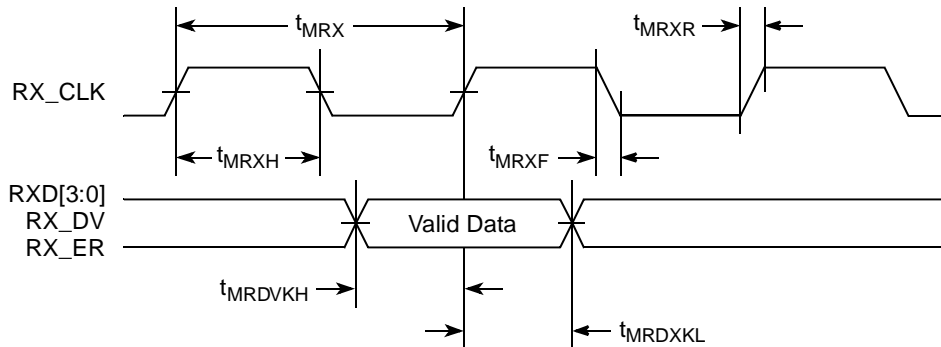 tMRX
tMRXR
RX_CLK
tMRXH
tMRXF
RXD[3:0]
RX_DV
Valid Data
RX_ER
tMRDVKH
tMRDXKL